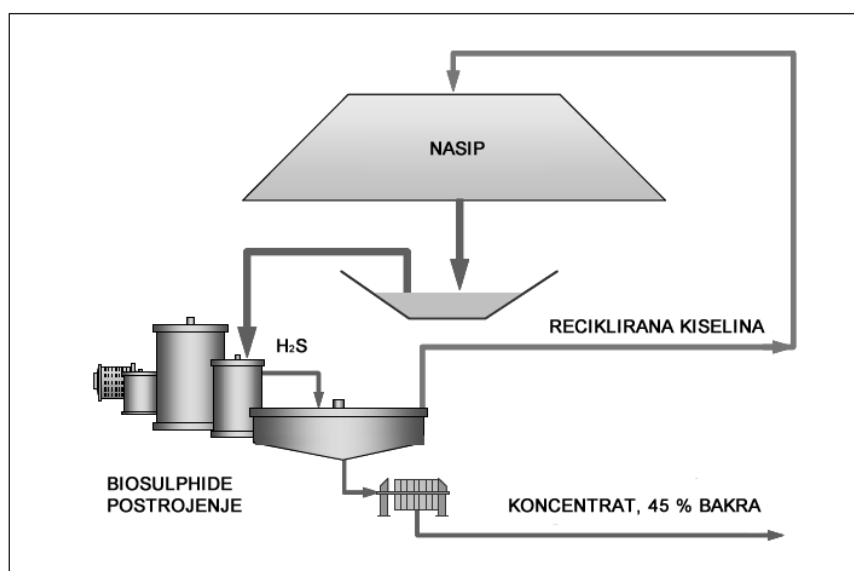 NASIP
RECIKLIRANA KISELINA
H₂S
BIOSULPHIDE
POSTROJENJE
KONCENTRAT, 45 % BAKRA